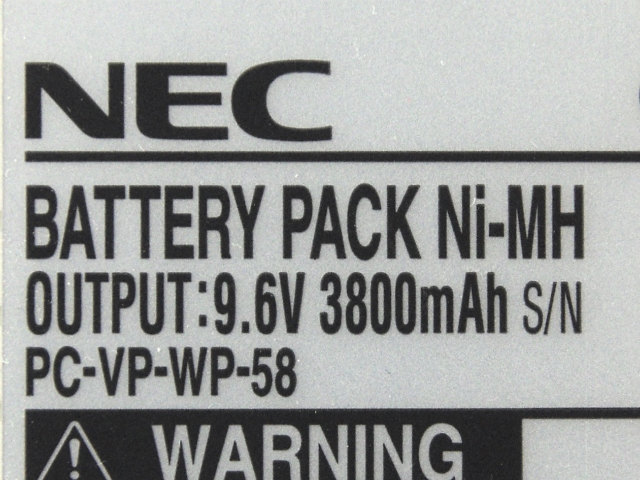 NEC
BATTERY PACK Ni-MH
OUTPUT:9.6V 3800mAh S/N
PC-VP-WP-58
WARNING